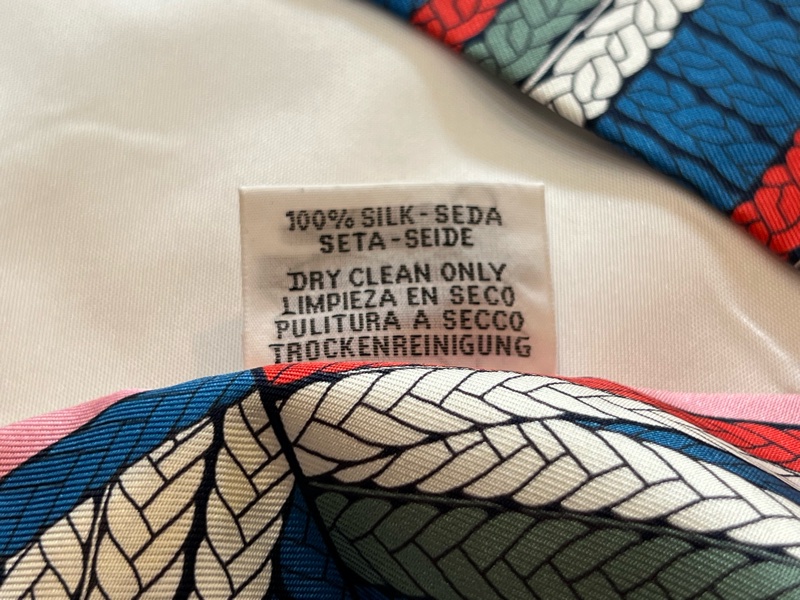 100% SILK-SEDA
SETA-SEIDE
DRY CLEAN ONLY
LIMPIEZA EN SECO
PULITURA A SECCO
TROCKENREINIGUNG